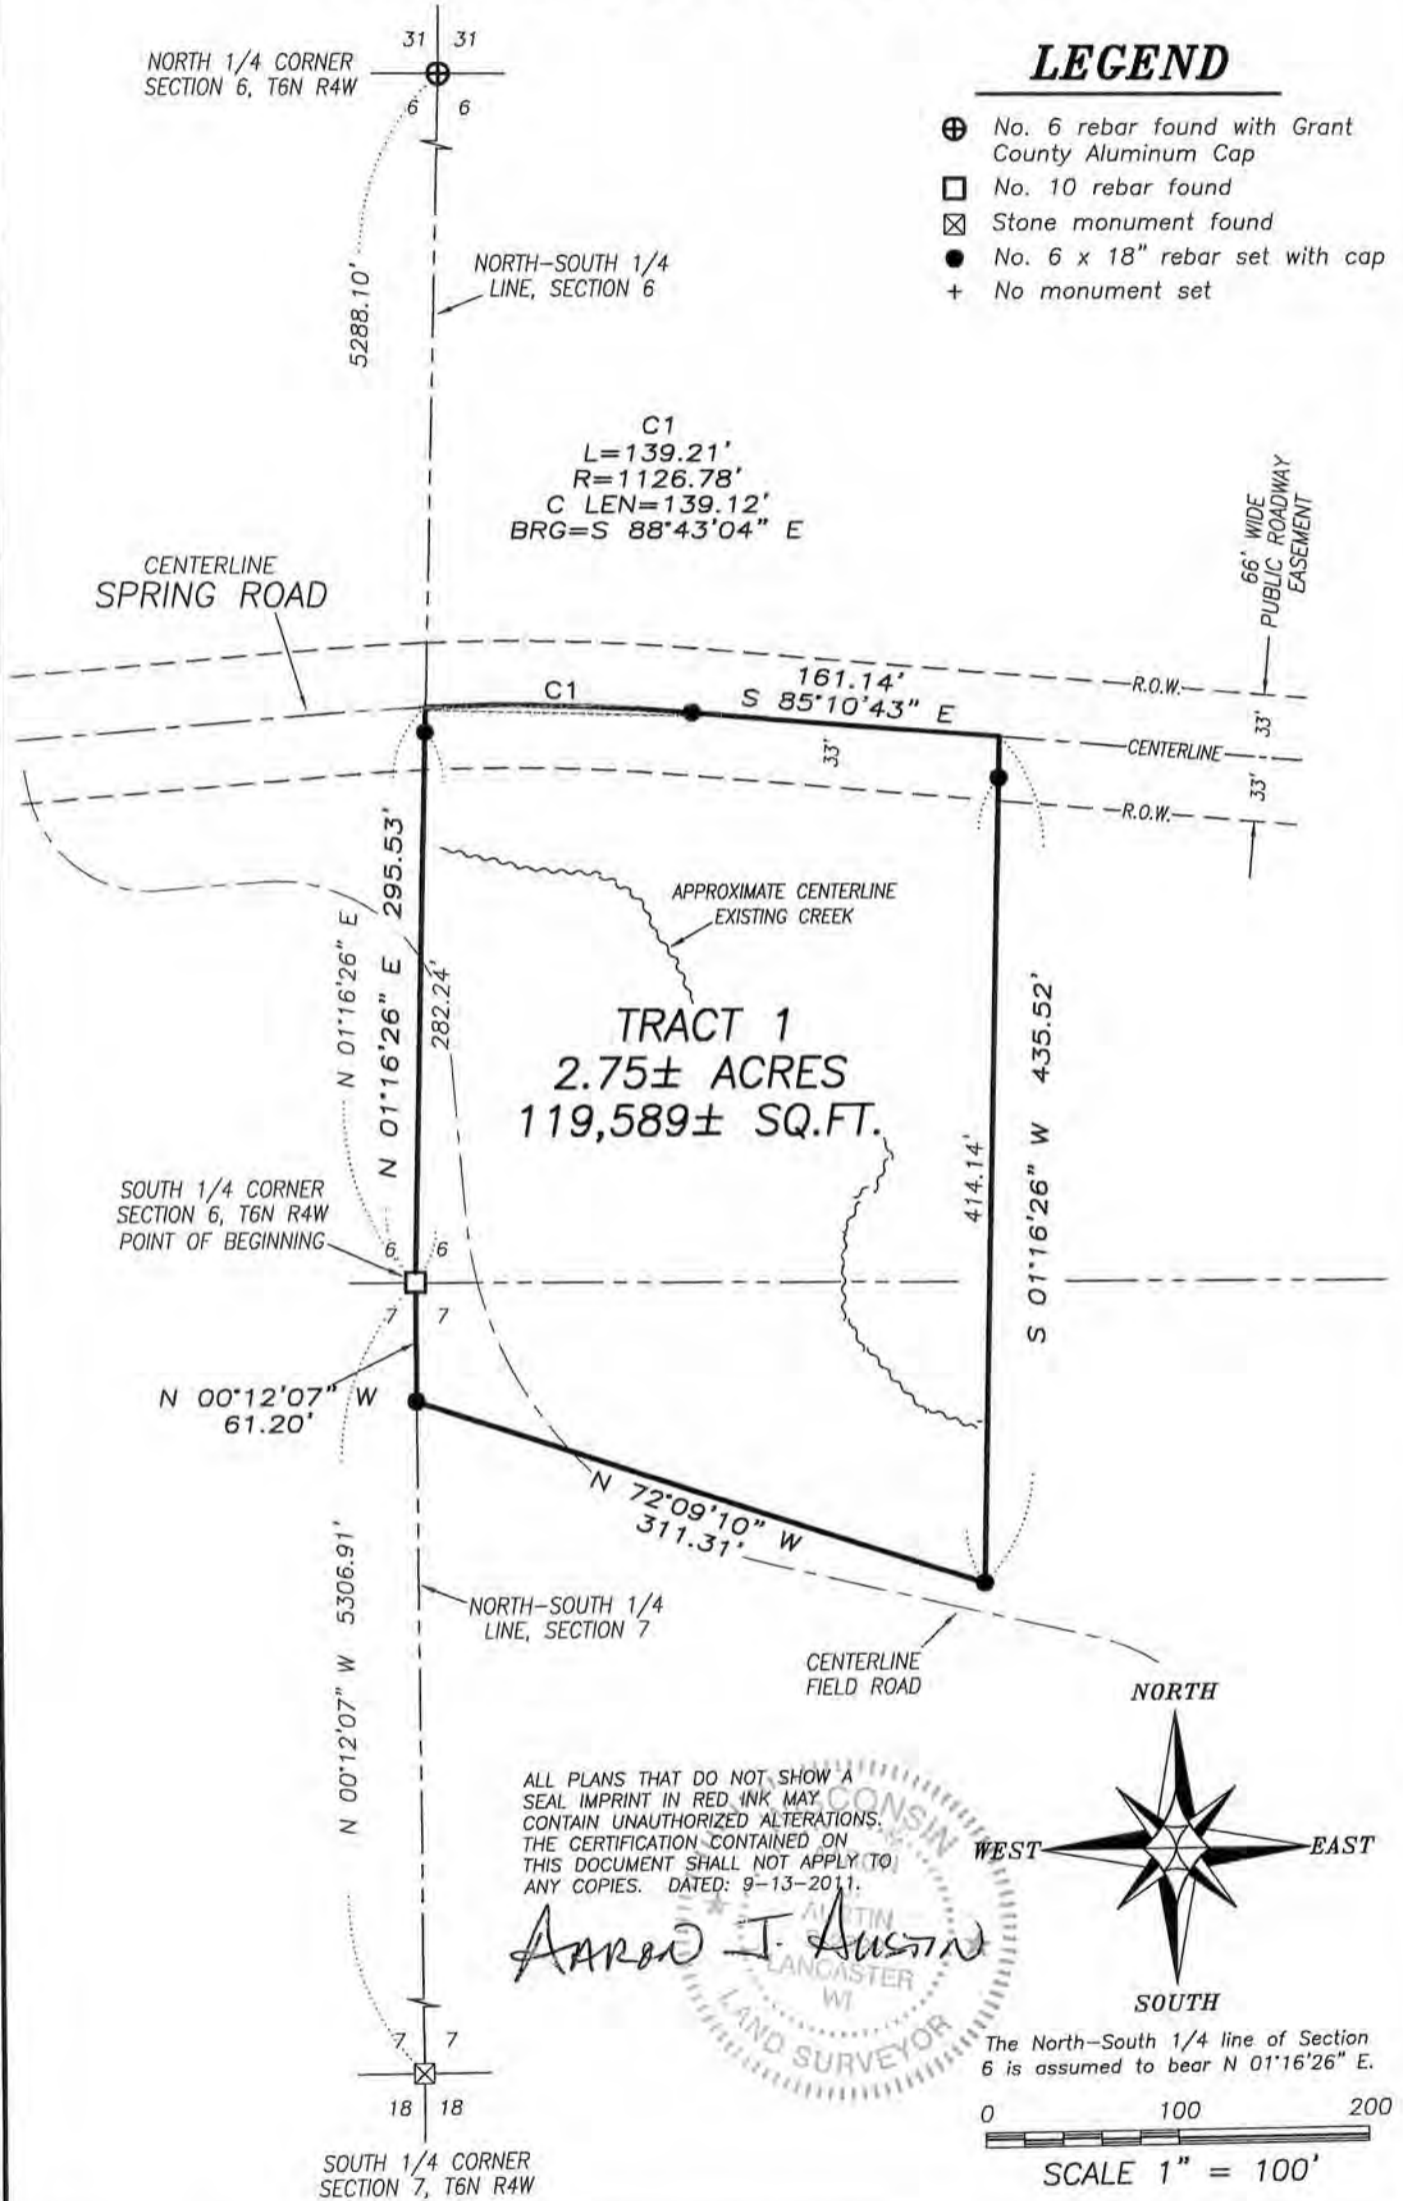 31 31
NORTH 1/4 CORNER
SECTION 6, T6N R4W
6 6
LEGEND
No. 6 rebar found with Grant
County Aluminum Cap
No. 10 rebar found
Stone monument found
No. 6 x 18" rebar set with cap
+ No monument set
5288.10'
NORTH-SOUTH 1/4
LINE, SECTION 6
C1
L=139.21'
R=1126.78'
C LEN=139.12'
BRG=S 88°43'04" E
66' WIDE
PUBLIC ROADWAY
EASEMENT
CENTERLINE
SPRING ROAD
C1
161.14'
S 85°10'43" E
R.O.W.
33'
CENTERLINE
33'
33'
R.O.W.
N 01°16'26" E
N 01°16'26" E 295.53'
282.24'
APPROXIMATE CENTERLINE
EXISTING CREEK
TRACT 1
2.75± ACRES
119,589± SQ.FT.
414.14'
S 01°16'26" W 435.52'
SOUTH 1/4 CORNER
SECTION 6, T6N R4W
POINT OF BEGINNING
6 6
7 7
N 00°12'07" W
61.20'
N 72°09'10" W
311.31'
N 00°12'07" W 5306.91'
NORTH-SOUTH 1/4
LINE, SECTION 7
CENTERLINE
FIELD ROAD
ALL PLANS THAT DO NOT SHOW A
SEAL IMPRINT IN RED INK MAY
CONTAIN UNAUTHORIZED ALTERATIONS.
THE CERTIFICATION CONTAINED ON
THIS DOCUMENT SHALL NOT APPLY TO
ANY COPIES. DATED: 9-13-2011.
AARON J. AUSTIN
WISCONSIN
AUSTIN
LANCASTER
WI
LAND SURVEYOR
NORTH
WEST EAST
SOUTH
The North-South 1/4 line of Section
6 is assumed to bear N 01°16'26" E.
0 100 200
SCALE 1" = 100'
7 7
18 18
SOUTH 1/4 CORNER
SECTION 7, T6N R4W